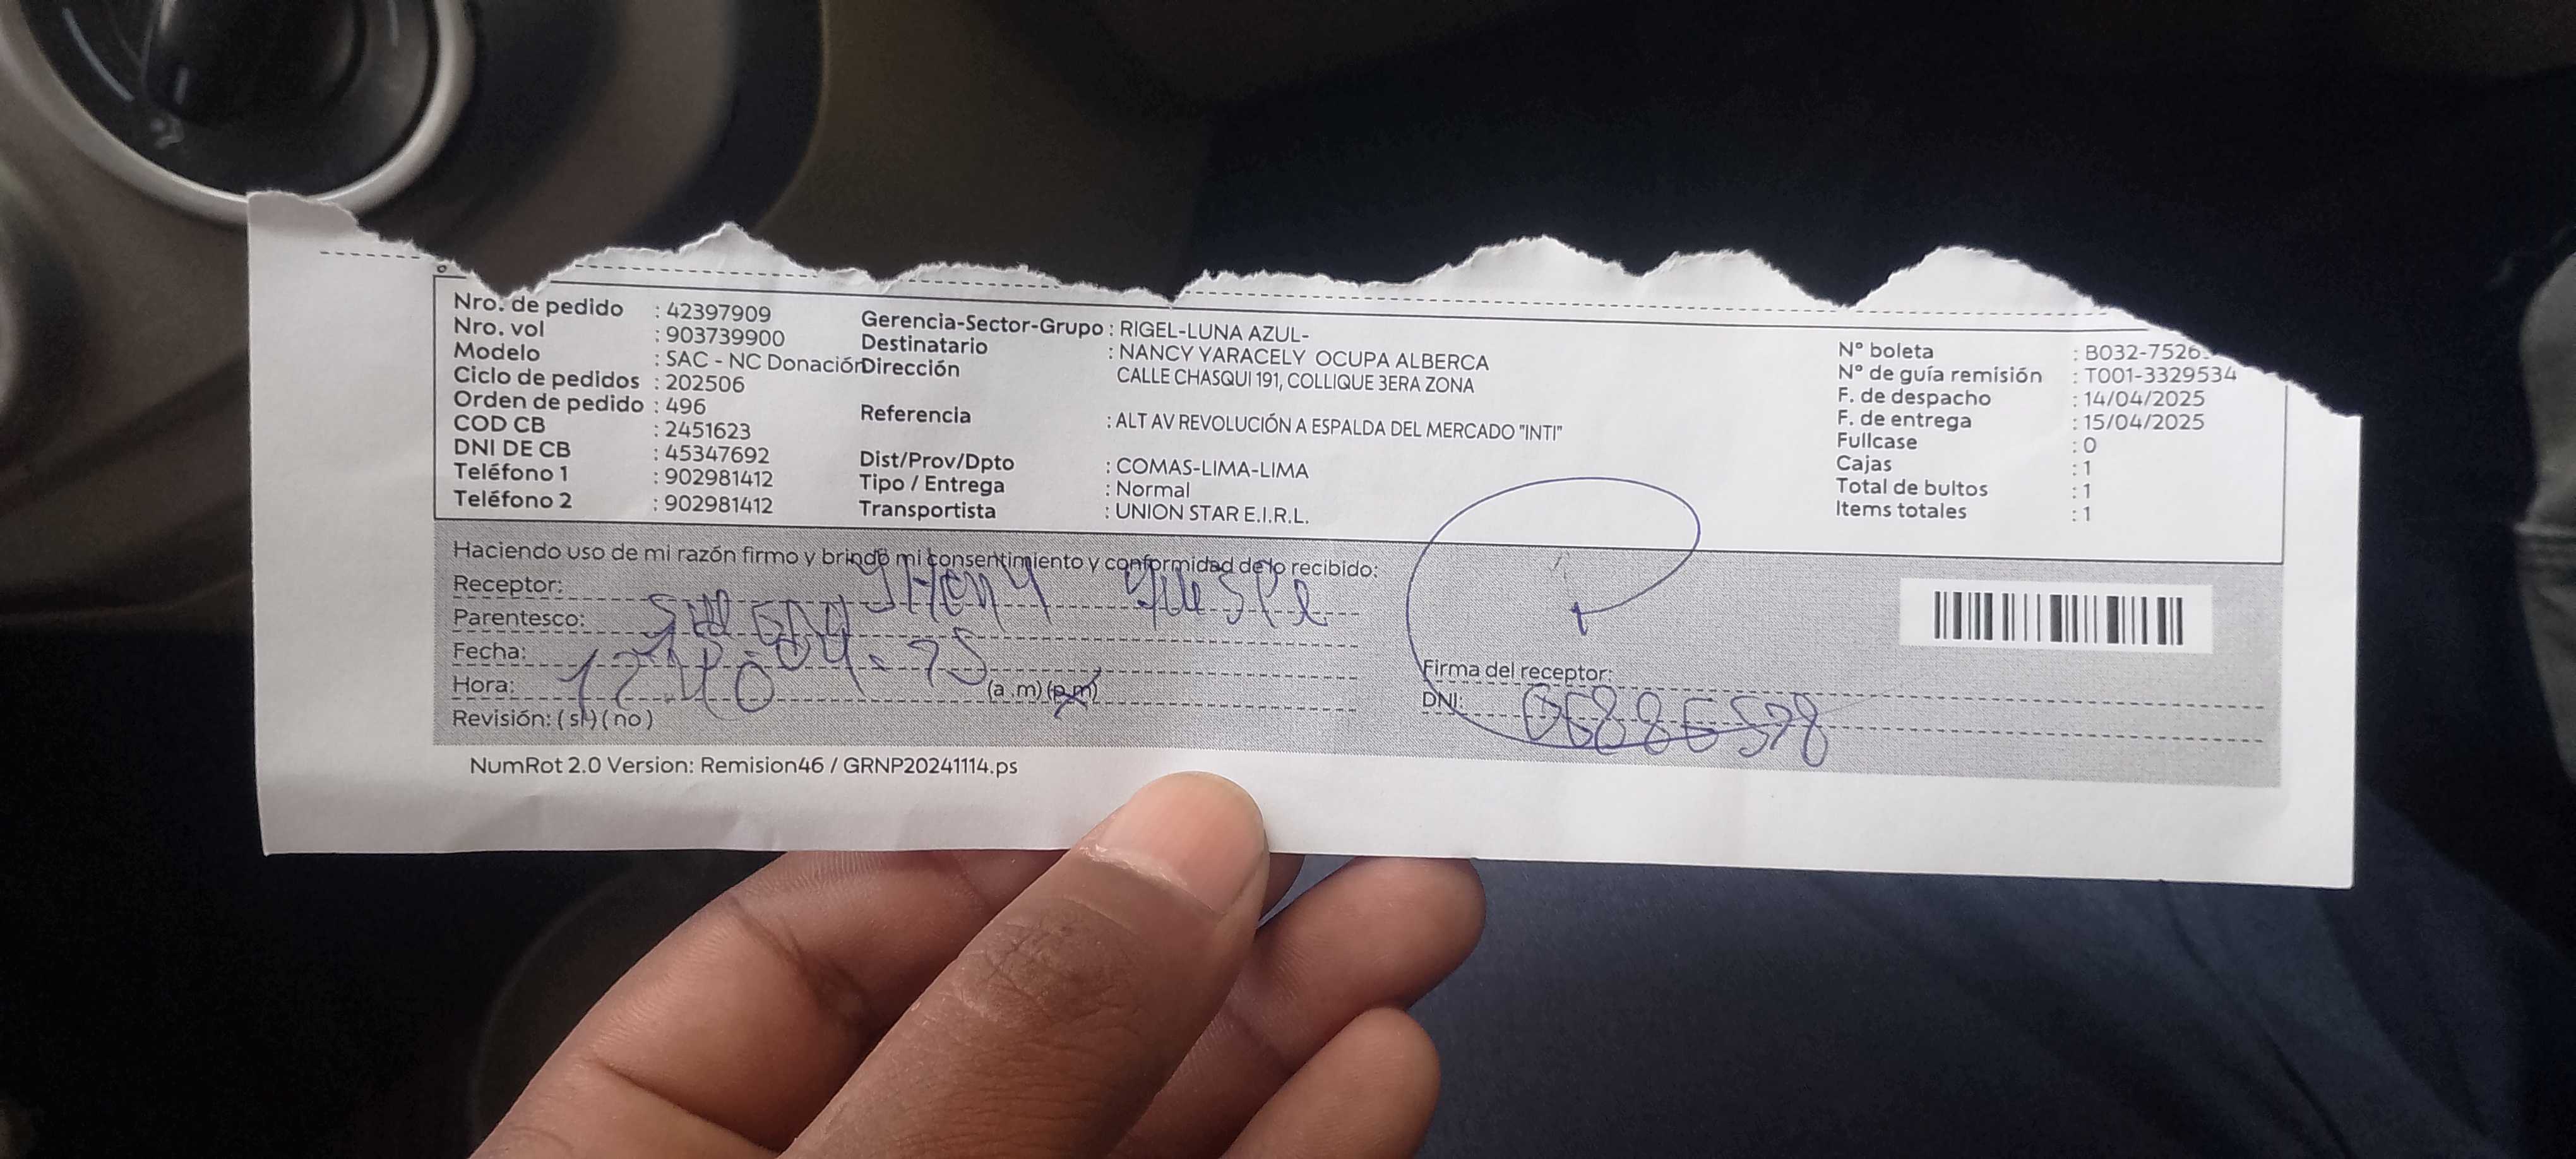 Nro. de pedido : 42397909
Nro. vol : 903739900
Modelo : SAC - NC Donación
Ciclo de pedidos : 202506
Orden de pedido : 496
COD CB : 2451623
DNI DE CB : 45347692
Teléfono 1 : 902981412
Teléfono 2 : 902981412
Gerencia-Sector-Grupo : RIGEL-LUNA AZUL-
Destinatario : NANCY YARACELY OCUPA ALBERCA
Dirección CALLE CHASQUI 191, COLLIQUE 3ERA ZONA
Referencia : ALT AV REVOLUCIÓN A ESPALDA DEL MERCADO "INTI"
Dist/Prov/Dpto : COMAS-LIMA-LIMA
Tipo / Entrega : Normal
Transportista : UNION STAR E.I.R.L.
N° boleta : B032-7526
N° de guía remisión : T001-3329534
F. de despacho : 14/04/2025
F. de entrega : 15/04/2025
Fullcase : 0
Cajas : 1
Total de bultos : 1
Items totales : 1
Haciendo uso de mi razón firmo y brindo mi consentimiento y conformidad de lo recibido:
Receptor: JHONY
Parentesco:
Fecha:
Hora: 12:40 (a .m) (p.m)
Revisión: ( si ) ( no )
Firma del receptor:
DNI: 06886578
NumRot 2.0 Version: Remision46 / GRNP20241114.ps